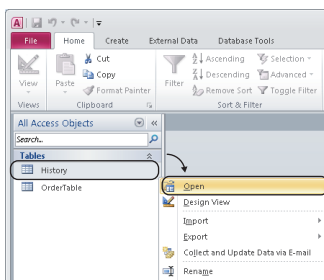 File Home Create External Data Database Tools
View Paste Cut Copy Format Painter
Filter Ascending Descending Remove Sort Selection Advanced Toggle Filter
Views Clipboard Sort & Filter
All Access Objects
Search...
Tables
History
OrderTable
Open
Design View
Import
Export
Collect and Update Data via E-mail
Rename